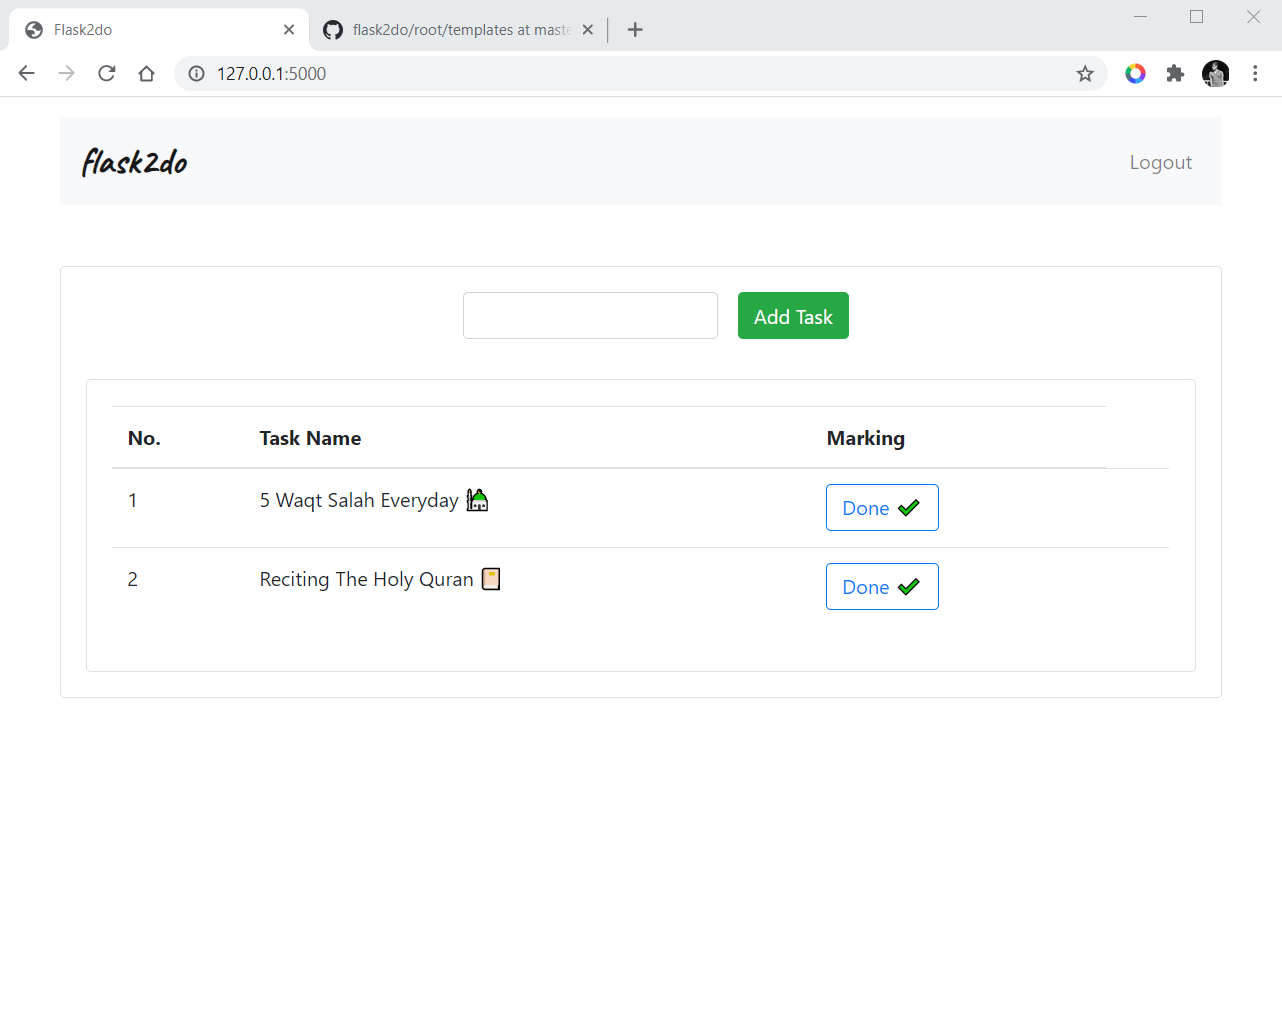 Flask2do
flask2do/root/templates at maste
127.0.0.1:5000
flask2do
Logout
Add Task
No. Task Name Marking
1 5 Waqt Salah Everyday Done
2 Reciting The Holy Quran Done